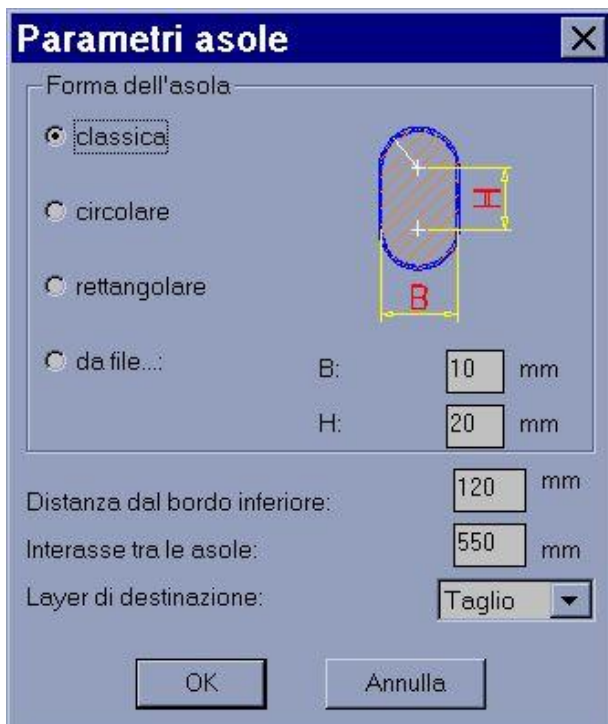 Parametri asole
Forma dell'asola
classica
circolare
rettangolare
da file...:
H
B
B: 10 mm
H: 20 mm
Distanza dal bordo inferiore: 120 mm
Interasse tra le asole: 550 mm
Layer di destinazione: Taglio
OK Annulla